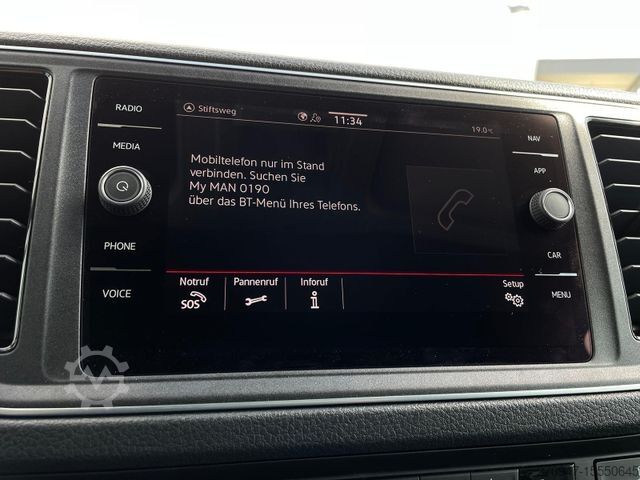 RADIO
MEDIA
PHONE
VOICE
Stiftsweg
11:34
19.0°C
Mobiltelefon nur im Stand
verbinden. Suchen Sie
My MAN 0190
über das BT-Menü Ihres Telefons.
Notruf
SOS
Pannenruf
Inforuf
Setup
NAV
APP
CAR
MENU